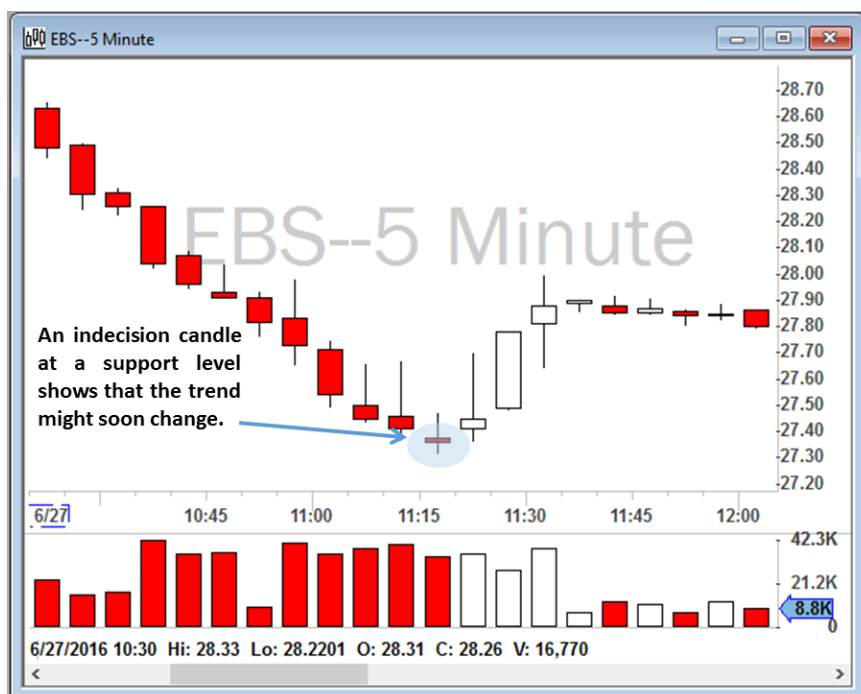 EBS--5 Minute
EBS--5 Minute
28.70
28.60
28.50
28.40
28.30
28.20
28.10
28.00
27.90
27.80
27.70
27.60
27.50
27.40
27.30
27.20
An indecision candle
at a support level
shows that the trend
might soon change.
6/27 10:45 11:00 11:15 11:30 11:45 12:00
42.3K
21.2K
8.8K
0
6/27/2016 10:30 Hi: 28.33 Lo: 28.2201 O: 28.31 C: 28.26 V: 16,770